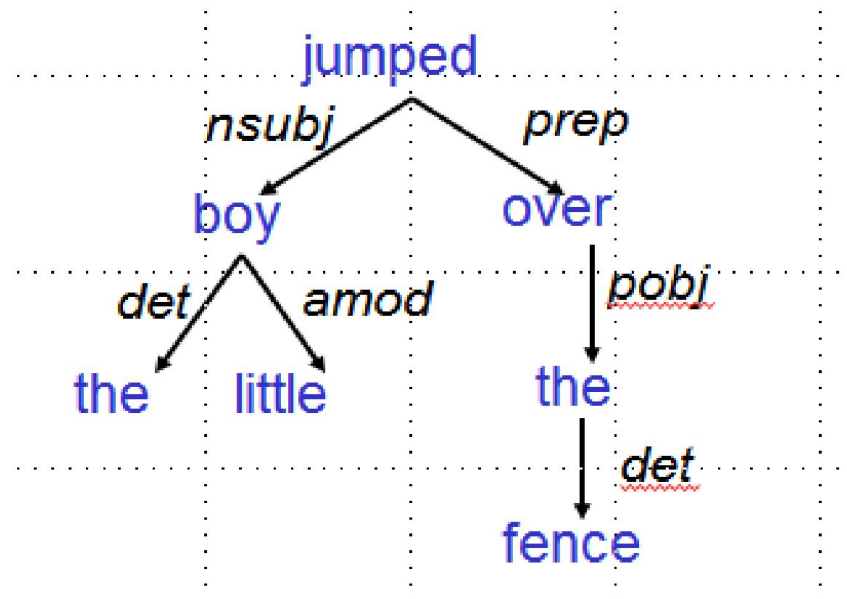 jumped
nsubj prep
boy over
det amod pobj
the little the
det
fence